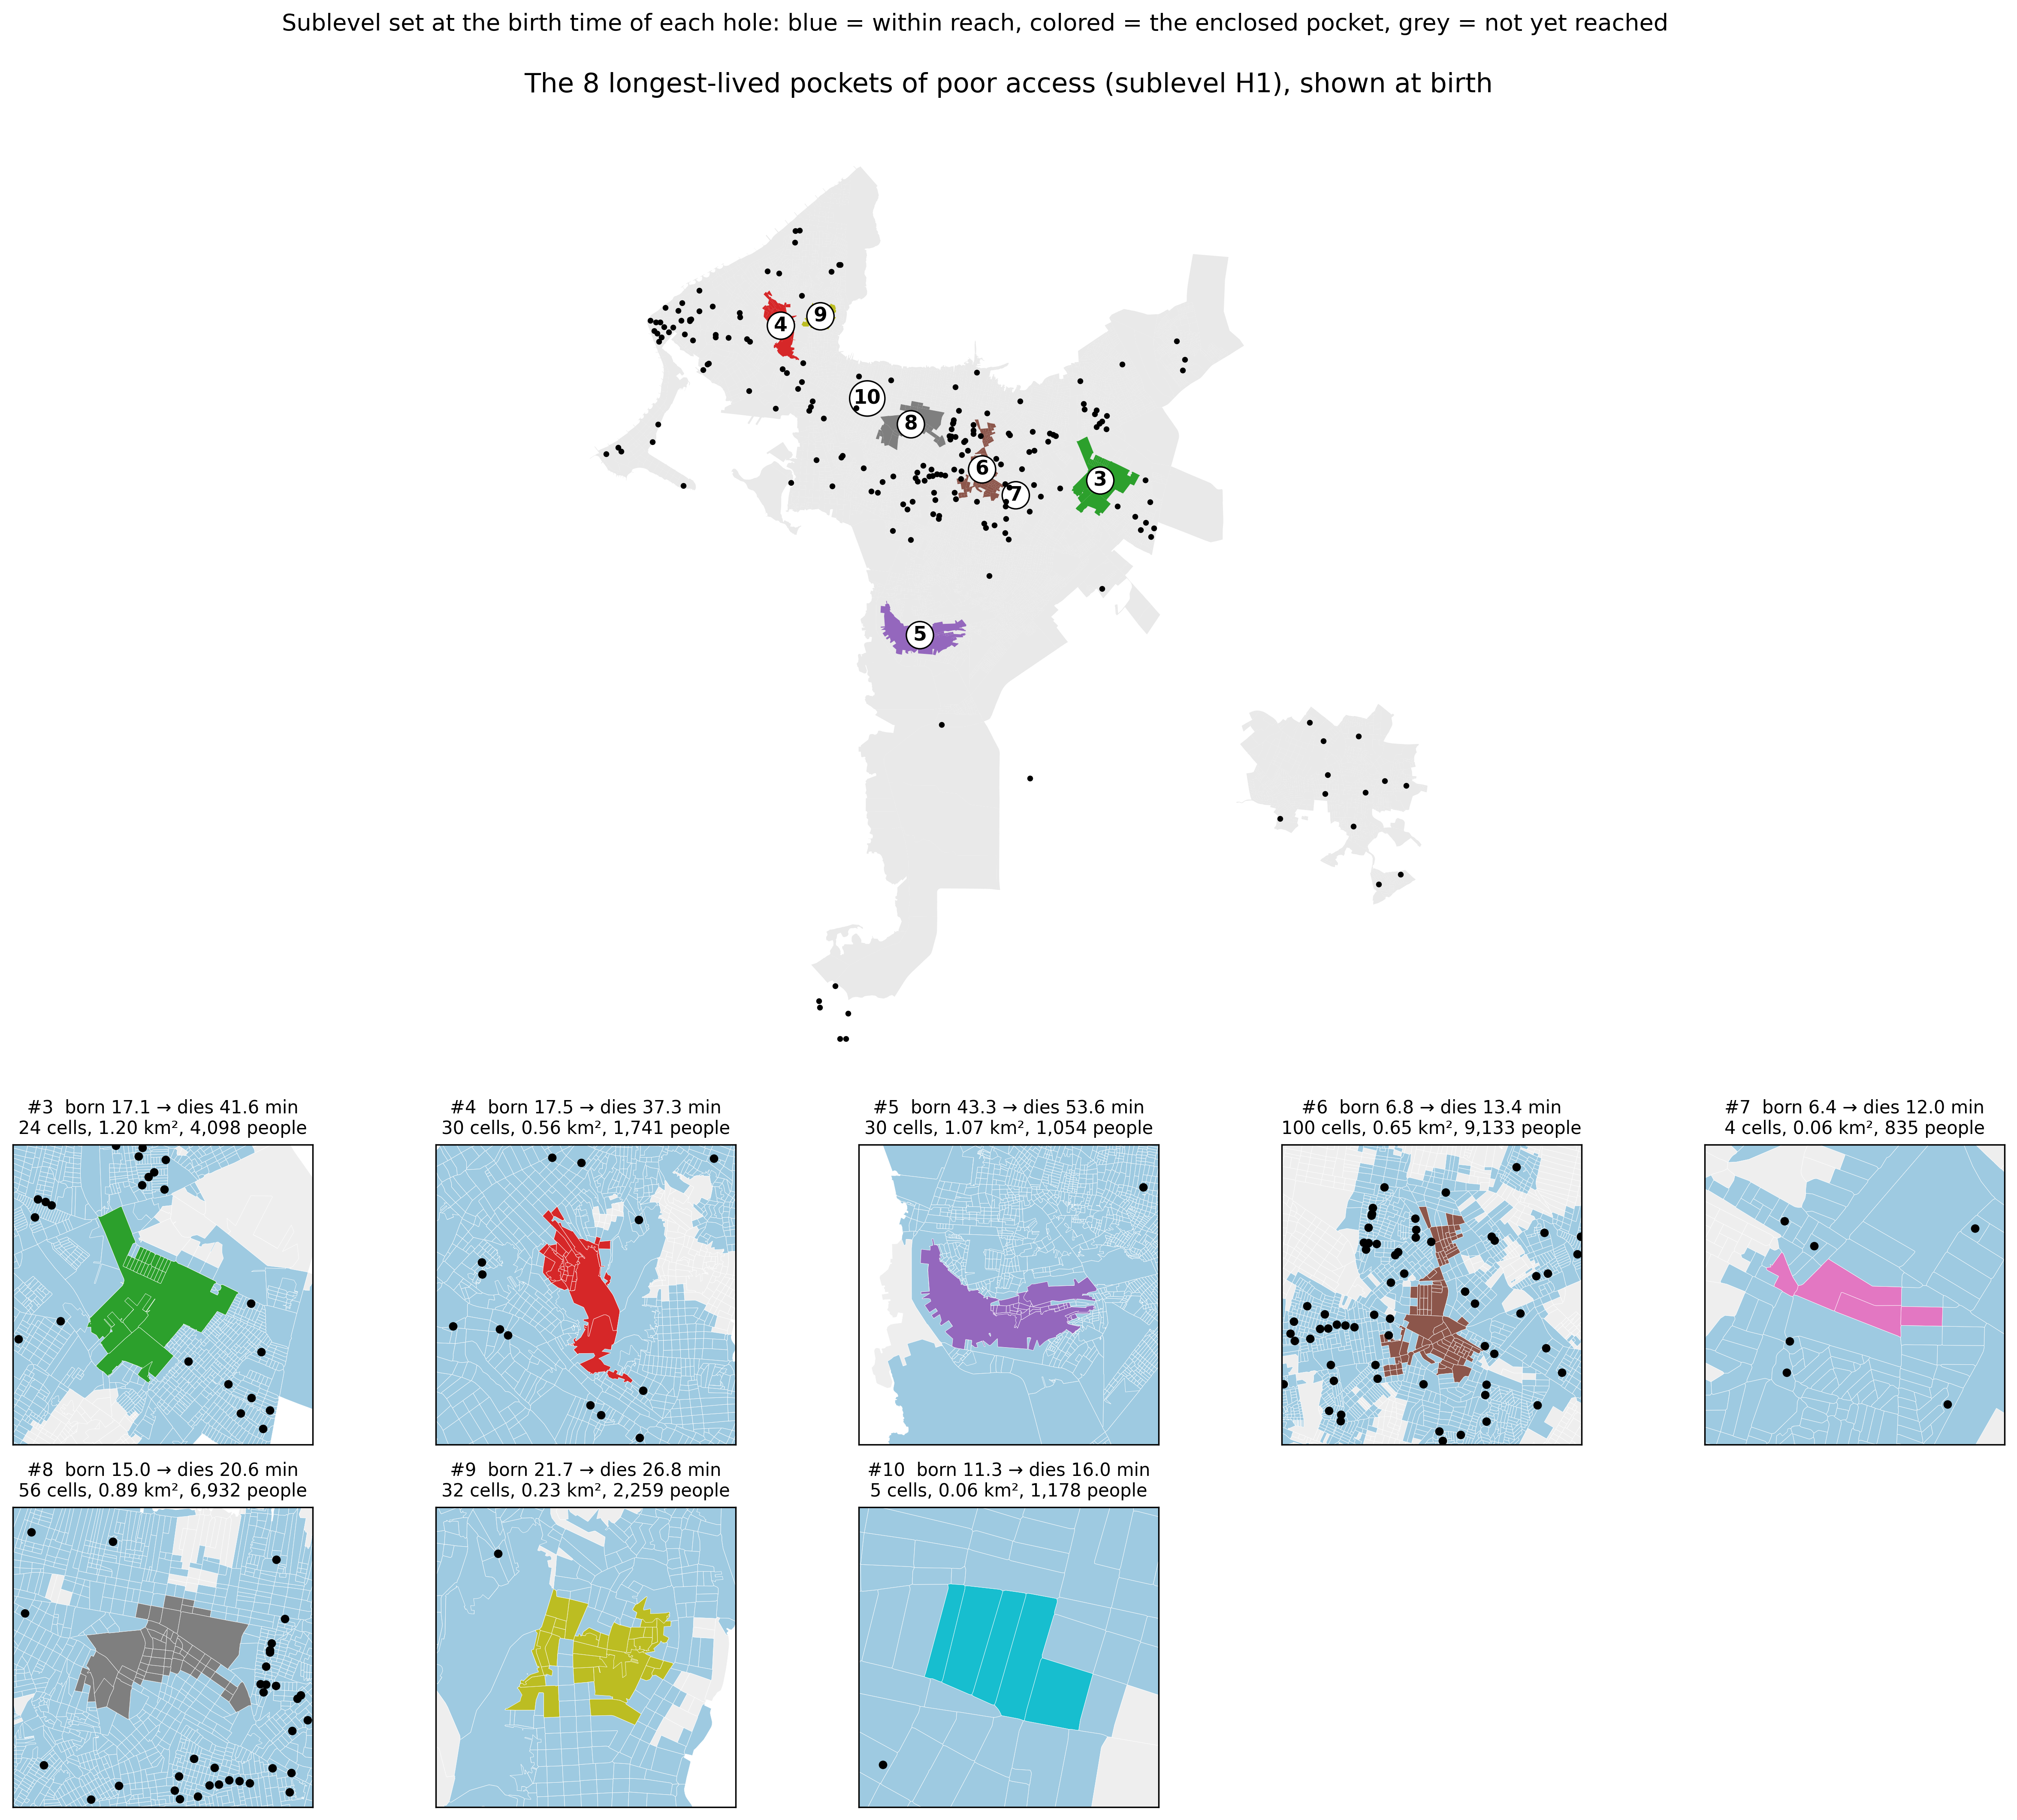 Sublevel set at the birth time of each hole: blue = within reach, colored = the enclosed pocket, grey = not yet reached
The 8 longest-lived pockets of poor access (sublevel H1), shown at birth
4
9
10
8
6
7
3
5
#3 born 17.1 → dies 41.6 min
24 cells, 1.20 km², 4,098 people
#4 born 17.5 → dies 37.3 min
30 cells, 0.56 km², 1,741 people
#5 born 43.3 → dies 53.6 min
30 cells, 1.07 km², 1,054 people
#6 born 6.8 → dies 13.4 min
100 cells, 0.65 km², 9,133 people
#7 born 6.4 → dies 12.0 min
4 cells, 0.06 km², 835 people
#8 born 15.0 → dies 20.6 min
56 cells, 0.89 km², 6,932 people
#9 born 21.7 → dies 26.8 min
32 cells, 0.23 km², 2,259 people
#10 born 11.3 → dies 16.0 min
5 cells, 0.06 km², 1,178 people